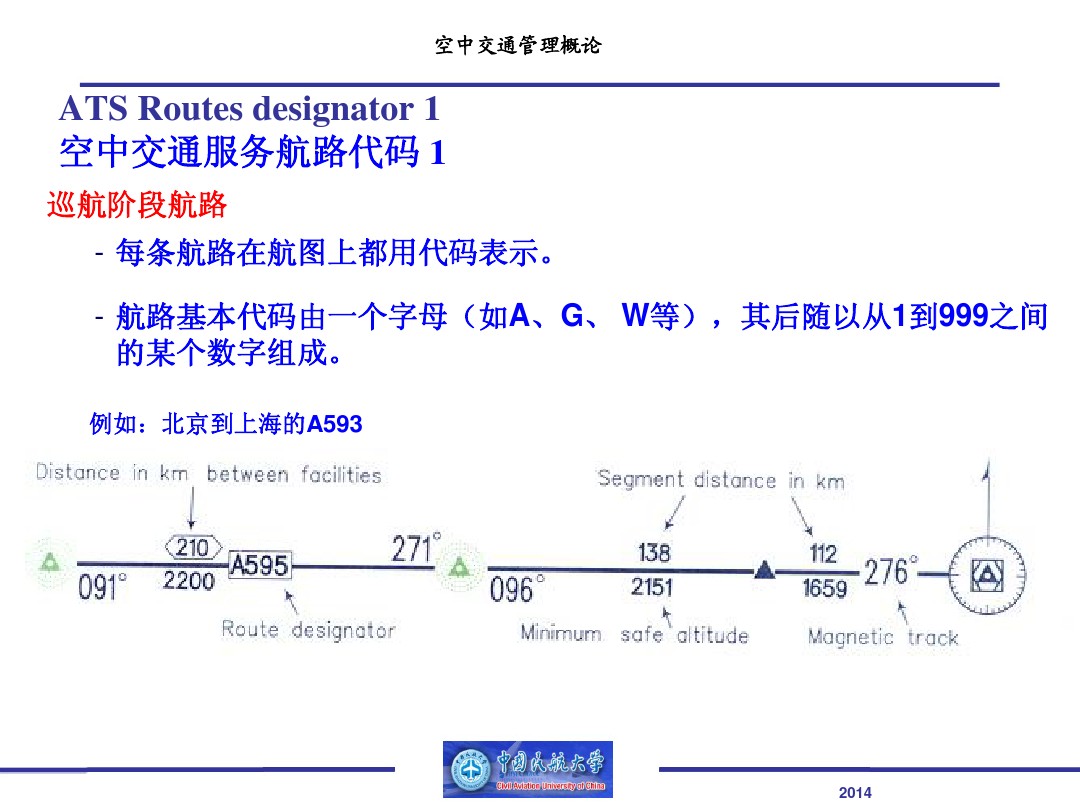 空中交通管理概论
ATS Routes designator 1
空中交通服务航路代码 1
巡航阶段航路
- 每条航路在航图上都用代码表示。
- 航路基本代码由一个字母（如A、G、 W等），其后随以从1到999之间
的某个数字组成。
例如：北京到上海的A593
Distance in km between facilities
Segment distance in km
210
A595
271°
138
112
276°
091°
2200
096°
2151
1659
Route designator
Minimum safe altitude
Magnetic track
中国民航大学
Civil Aviation University of China
2014